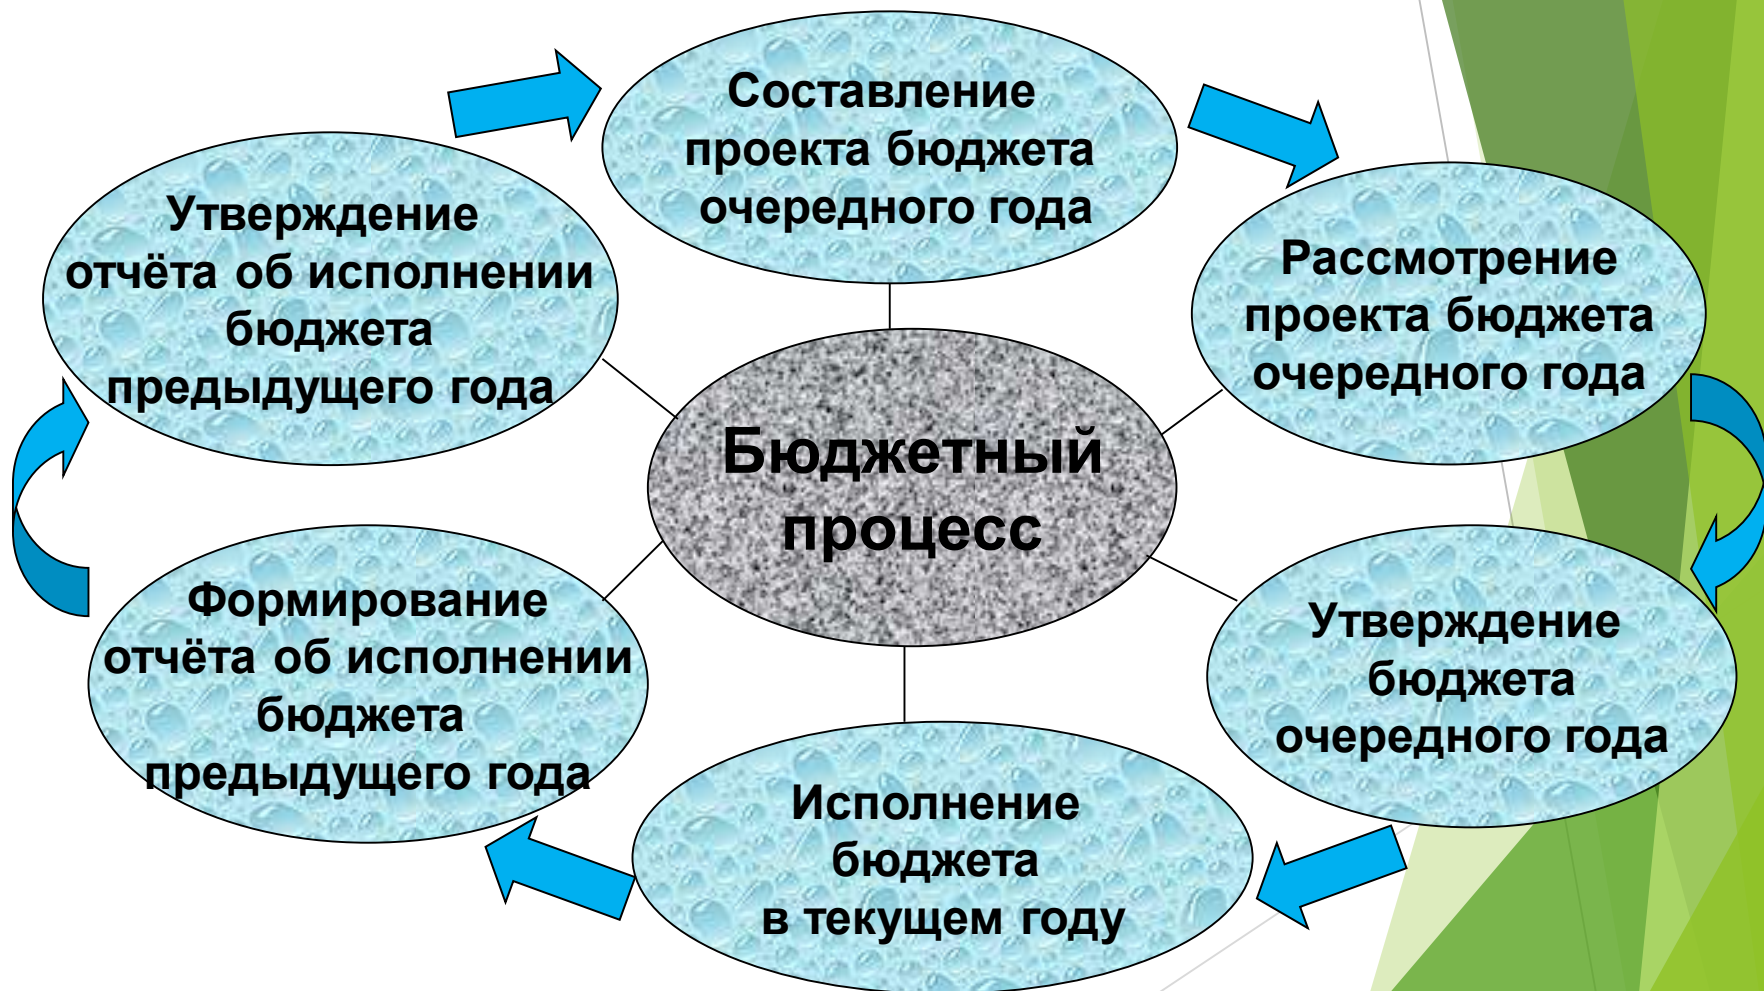 Составление
проекта бюджета
очередного года
Рассмотрение
проекта бюджета
очередного года
Утверждение
бюджета
очередного года
Исполнение
бюджета
в текущем году
Формирование
отчёта об исполнении
бюджета
предыдущего года
Утверждение
отчёта об исполнении
бюджета
предыдущего года
Бюджетный
процесс